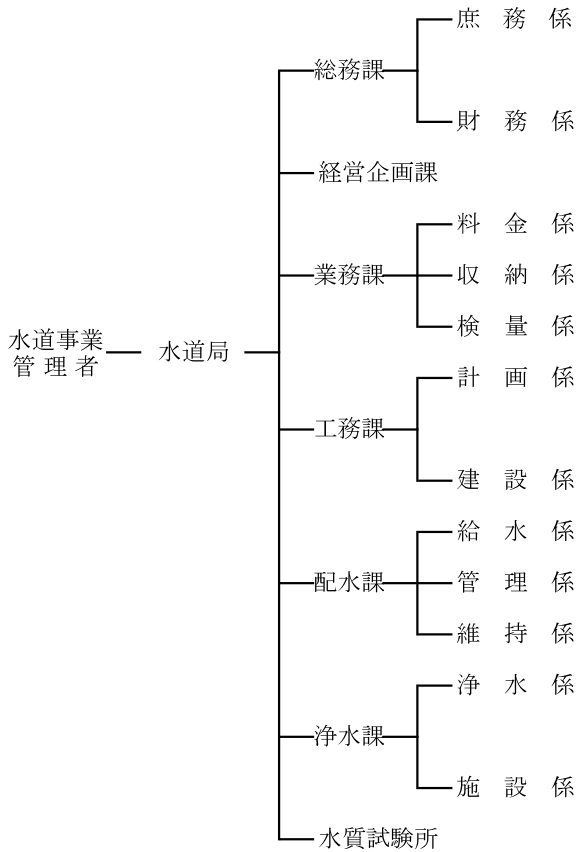 水道事業
管理者
水道局
総務課
庶務係
財務係
経営企画課
業務課
料金係
収納係
検量係
工務課
計画係
建設係
配水課
給水係
管理係
維持係
浄水課
浄水係
施設係
水質試験所